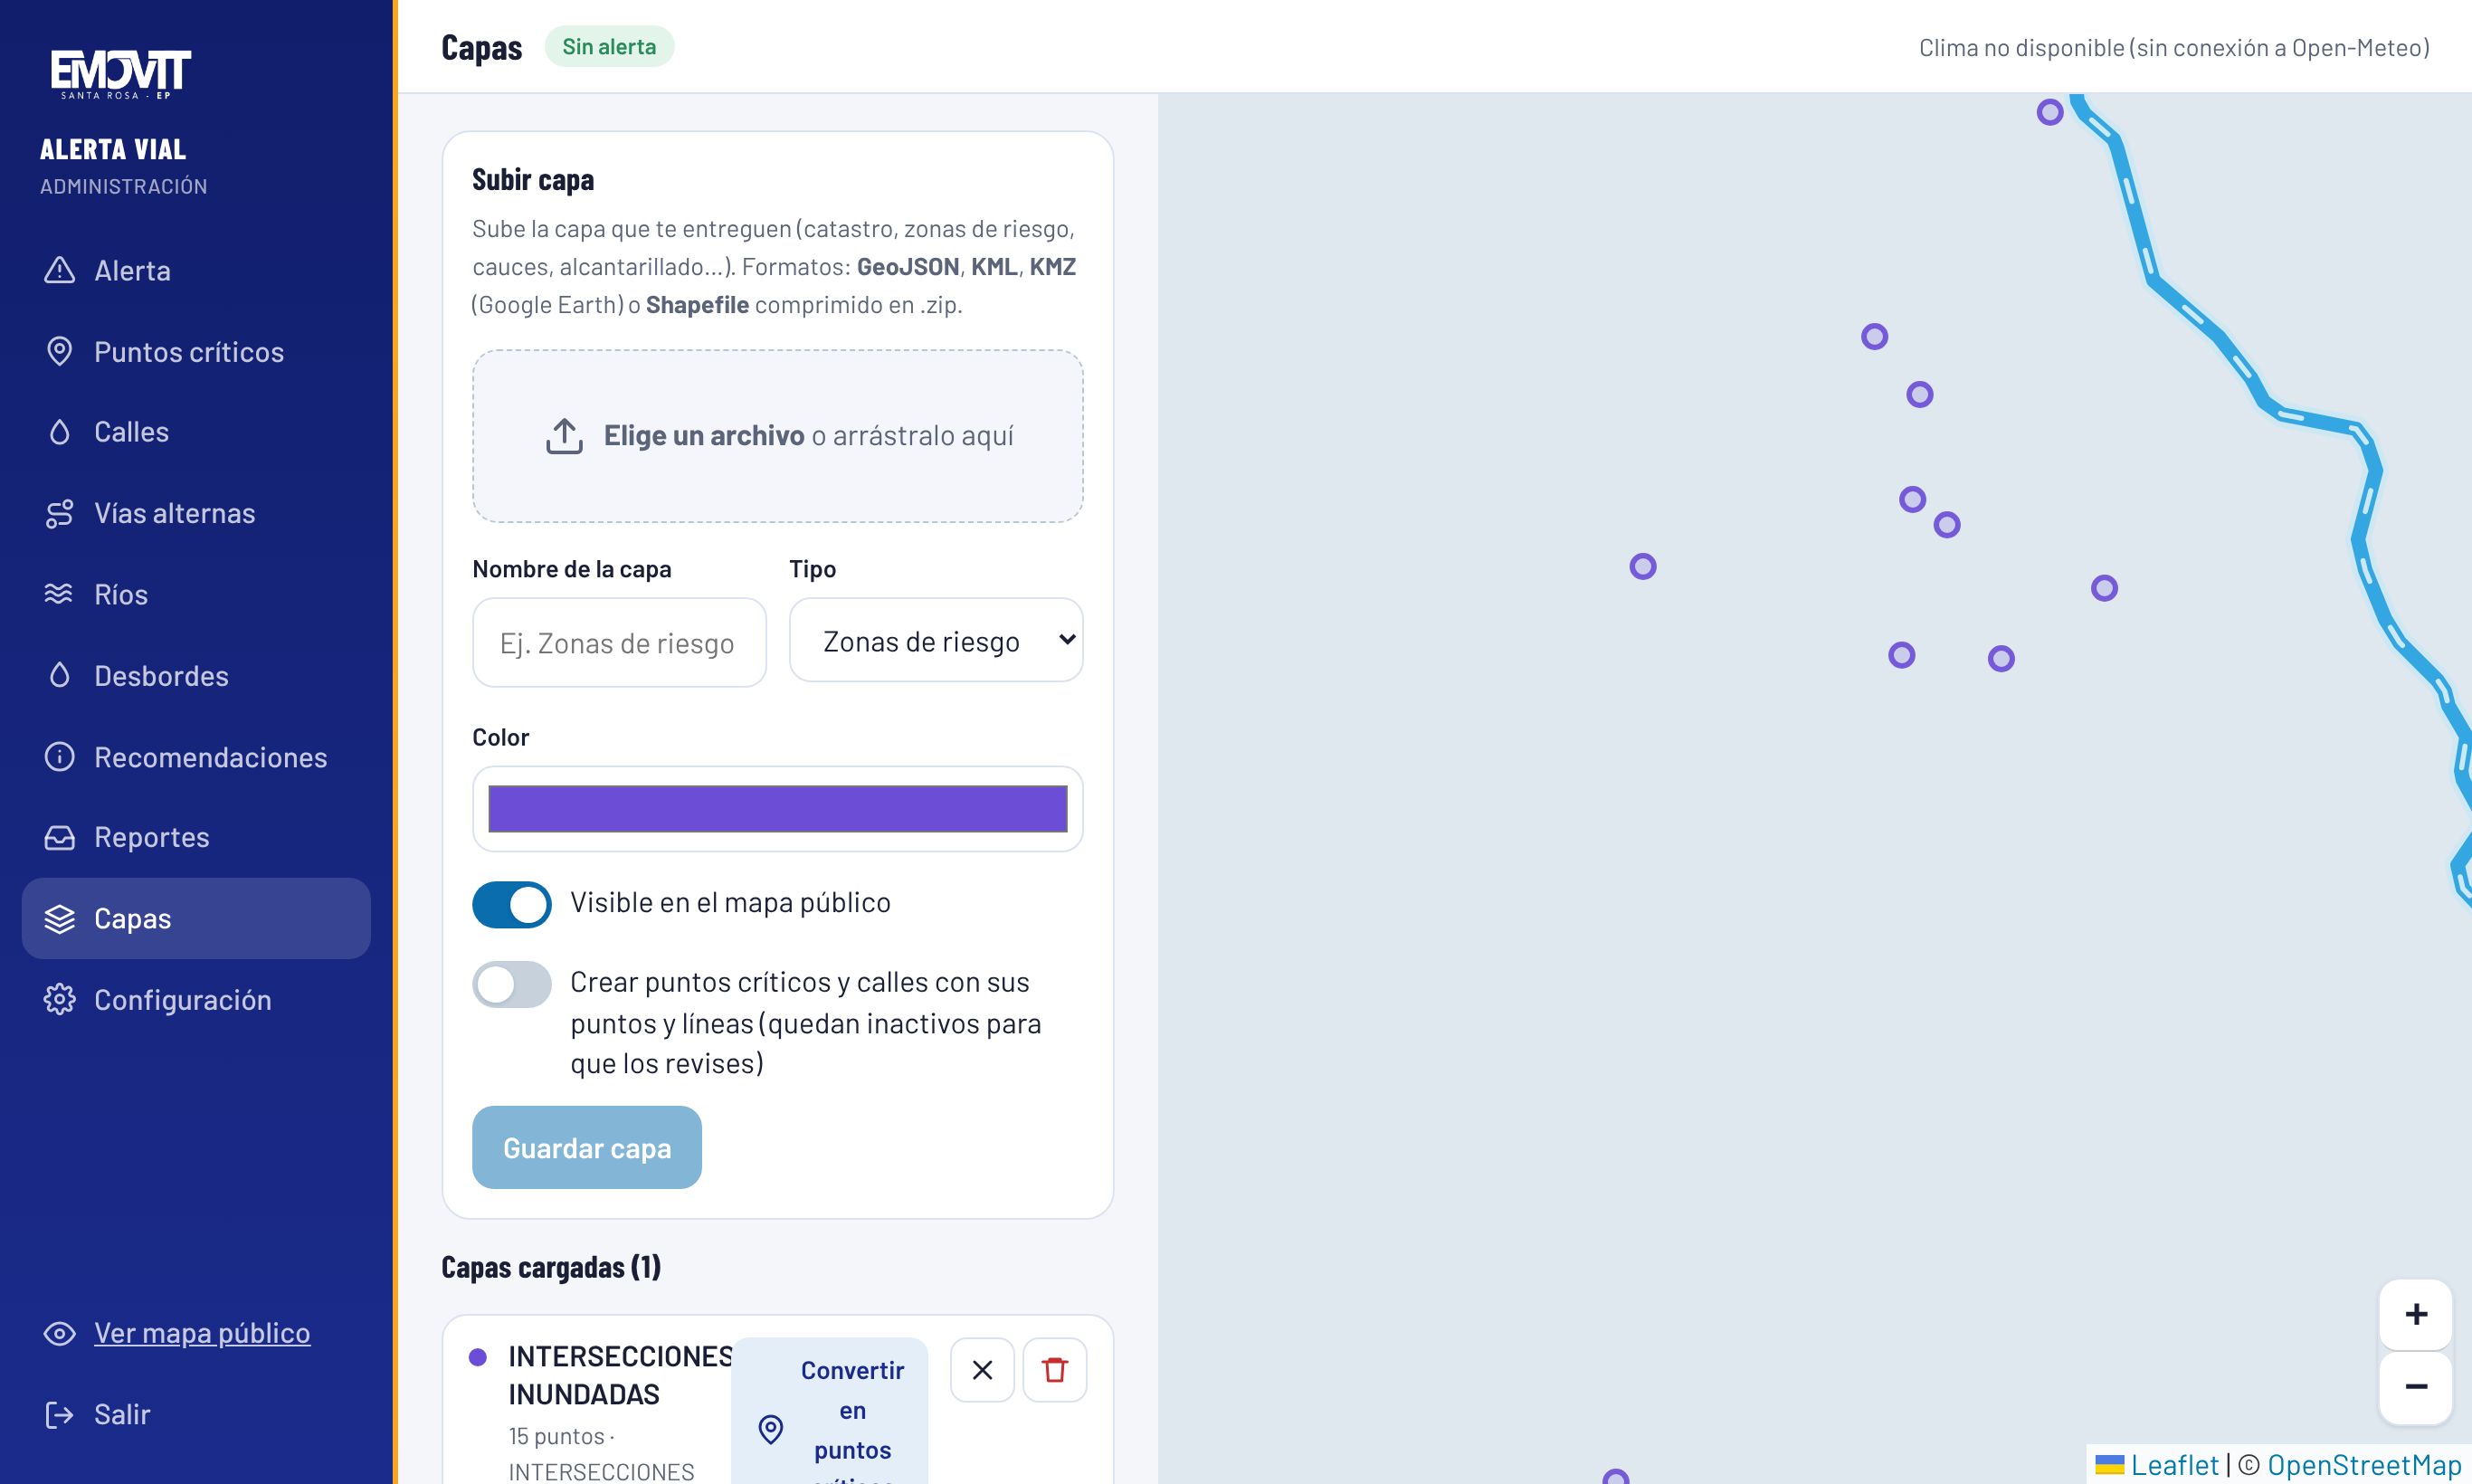 EMOVTT
SANTA ROSA - EP
ALERTA VIAL
ADMINISTRACIÓN
Alerta
Puntos críticos
Calles
Vías alternas
Ríos
Desbordes
Recomendaciones
Reportes
Capas
Configuración
Ver mapa público
Salir
Capas
Sin alerta
Clima no disponible (sin conexión a Open-Meteo)
Subir capa
Sube la capa que te entreguen (catastro, zonas de riesgo,
cauces, alcantarillado...). Formatos: GeoJSON, KML, KMZ
(Google Earth) o Shapefile comprimido en .zip.
Elige un archivo o arrástralo aquí
Nombre de la capa
Tipo
Ej. Zonas de riesgo
Zonas de riesgo
Color
Visible en el mapa público
Crear puntos críticos y calles con sus
puntos y líneas (quedan inactivos para
que los revises)
Guardar capa
Capas cargadas (1)
INTERSECCIONES
INUNDADAS
15 puntos ·
INTERSECCIONES
Convertir
en
puntos
+
−
Leaflet | © OpenStreetMap